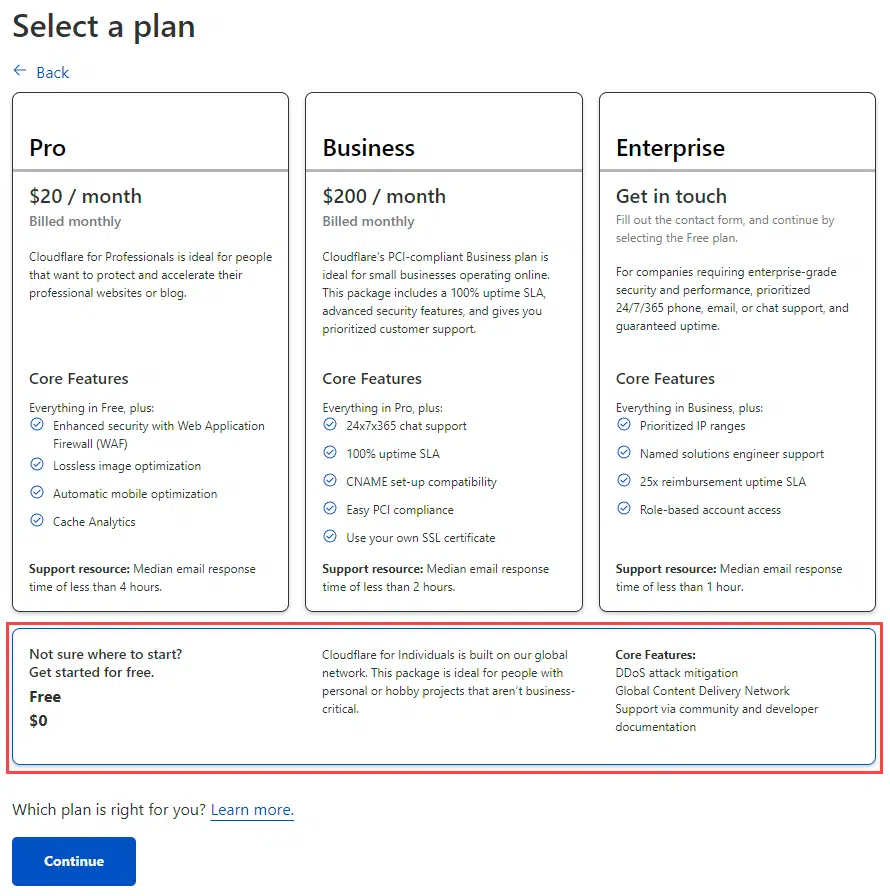 Select a plan
← Back
Pro
$20 / month
Billed monthly
Cloudflare for Professionals is ideal for people
that want to protect and accelerate their
professional websites or blog.
Core Features
Everything in Free, plus:
Enhanced security with Web Application
Firewall (WAF)
Lossless image optimization
Automatic mobile optimization
Cache Analytics
Support resource: Median email response
time of less than 4 hours.
Business
$200 / month
Billed monthly
Cloudflare's PCI-compliant Business plan is
ideal for small businesses operating online.
This package includes a 100% uptime SLA,
advanced security features, and gives you
prioritized customer support.
Core Features
Everything in Pro, plus:
24x7x365 chat support
100% uptime SLA
CNAME set-up compatibility
Easy PCI compliance
Use your own SSL certificate
Support resource: Median email response
time of less than 2 hours.
Enterprise
Get in touch
Fill out the contact form, and continue by
selecting the Free plan.
For companies requiring enterprise-grade
security and performance, prioritized
24/7/365 phone, email, or chat support, and
guaranteed uptime.
Core Features
Everything in Business, plus:
Prioritized IP ranges
Named solutions engineer support
25x reimbursement uptime SLA
Role-based account access
Support resource: Median email response
time of less than 1 hour.
Not sure where to start?
Get started for free.
Free
$0
Cloudflare for Individuals is built on our global
network. This package is ideal for people with
personal or hobby projects that aren't business-
critical.
Core Features:
DDoS attack mitigation
Global Content Delivery Network
Support via community and developer
documentation
Which plan is right for you? Learn more.
Continue